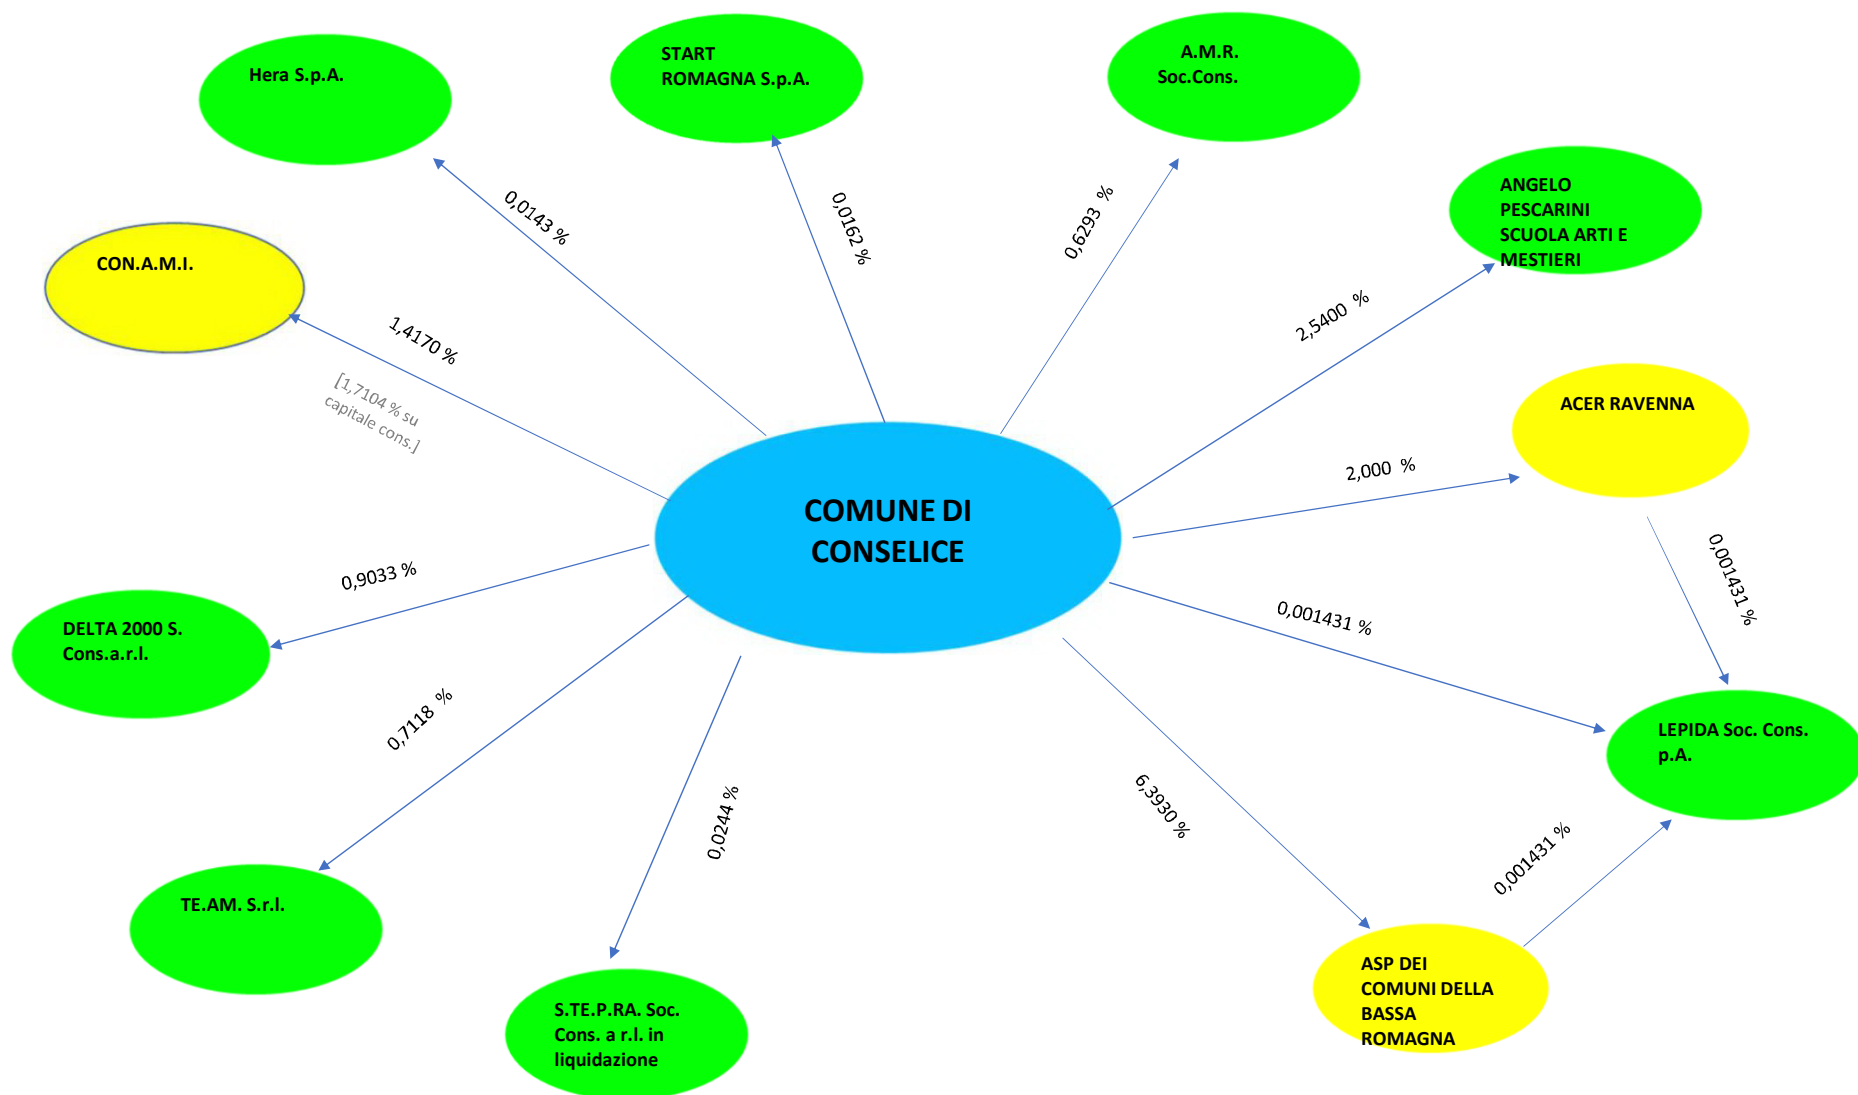 Hera S.p.A.
START
ROMAGNA S.p.A.
A.M.R.
Soc.Cons.
ANGELO
PESCARINI
SCUOLA ARTI E
MESTIERI
CON.A.M.I.
0,0143 %
0,0162 %
0,6293 %
2,5400 %
1,4170 %
[1,7104 % su
capitale cons.]
ACER RAVENNA
2,000 %
COMUNE DI
CONSELICE
0,9033 %
0,001431 %
0,001431 %
DELTA 2000 S.
Cons.a.r.l.
0,7118 %
0,0244 %
6,3930 %
LEPIDA Soc. Cons.
p.A.
0,001431 %
TE.AM. S.r.l.
S.TE.P.RA. Soc.
Cons. a r.l. in
liquidazione
ASP DEI
COMUNI DELLA
BASSA
ROMAGNA